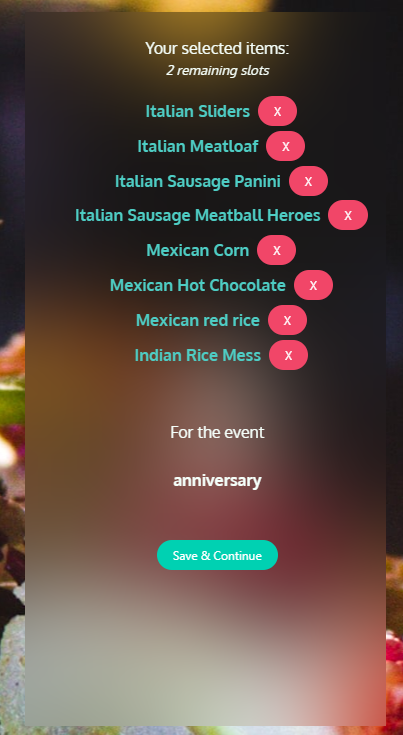 Your selected items:
2 remaining slots
Italian Sliders X
Italian Meatloaf X
Italian Sausage Panini X
Italian Sausage Meatball Heroes X
Mexican Corn X
Mexican Hot Chocolate X
Mexican red rice X
Indian Rice Mess X
For the event
anniversary
Save & Continue